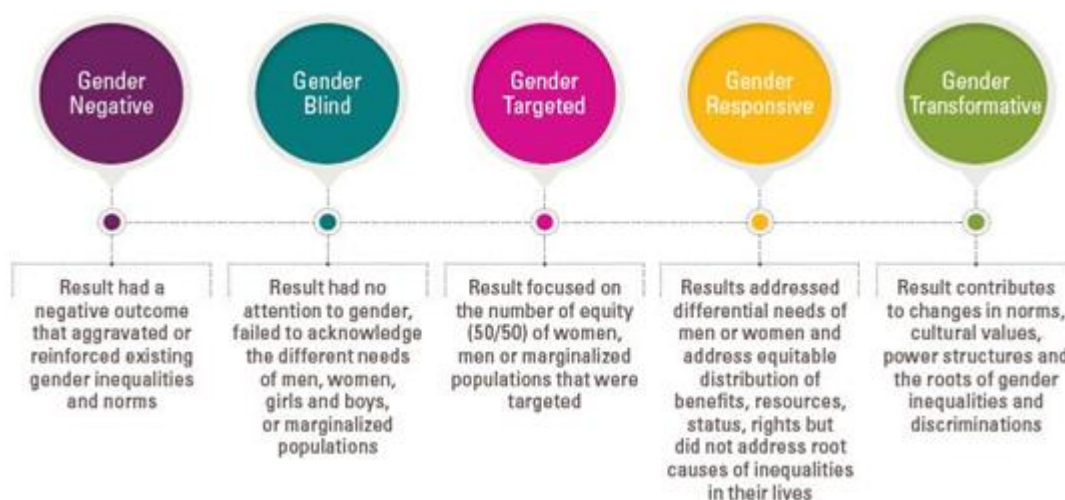 Gender
Negative
Gender
Blind
Gender
Targeted
Gender
Responsive
Gender
Transformative
Result had a
negative outcome
that aggravated or
reinforced existing
gender inequalities
and norms
Result had no
attention to gender,
failed to acknowledge
the different needs
of men, women,
girls and boys,
or marginalized
populations
Result focused on
the number of equity
(50/50) of women,
men or marginalized
populations that were
targeted
Results addressed
differential needs of
men or women and
address equitable
distribution of
benefits, resources,
status, rights but
did not address root
causes of inequalities
in their lives
Result contributes
to changes in norms,
cultural values,
power structures and
the roots of gender
inequalities and
discriminations